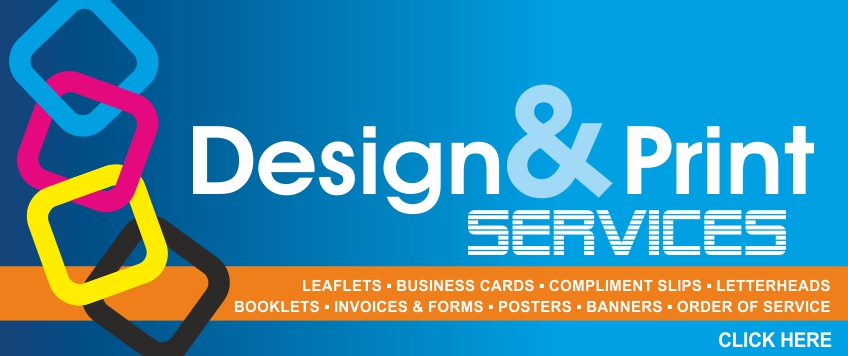 Design & Print
SERVICES
LEAFLETS ▪ BUSINESS CARDS ▪ COMPLIMENT SLIPS ▪ LETTERHEADS
BOOKLETS ▪ INVOICES & FORMS ▪ POSTERS ▪ BANNERS ▪ ORDER OF SERVICE
CLICK HERE